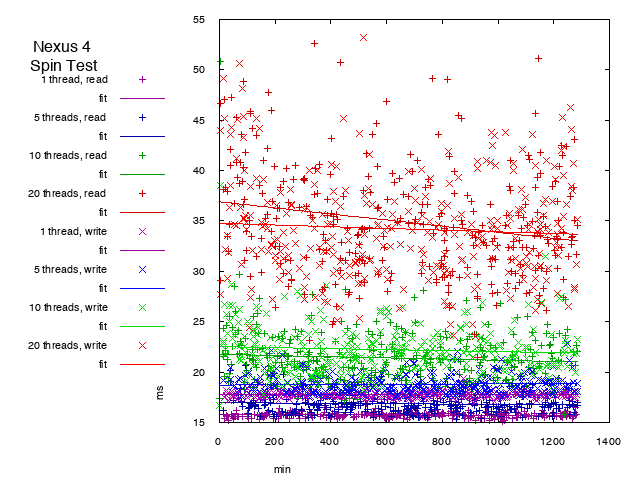 Nexus 4
Spin Test
1 thread, read
fit
5 threads, read
fit
10 threads, read
fit
20 threads, read
fit
1 thread, write
fit
5 threads, write
fit
10 threads, write
fit
20 threads, write
fit
55
50
45
40
35
30
25
20
15
ms
0 200 400 600 800 1000 1200 1400
min